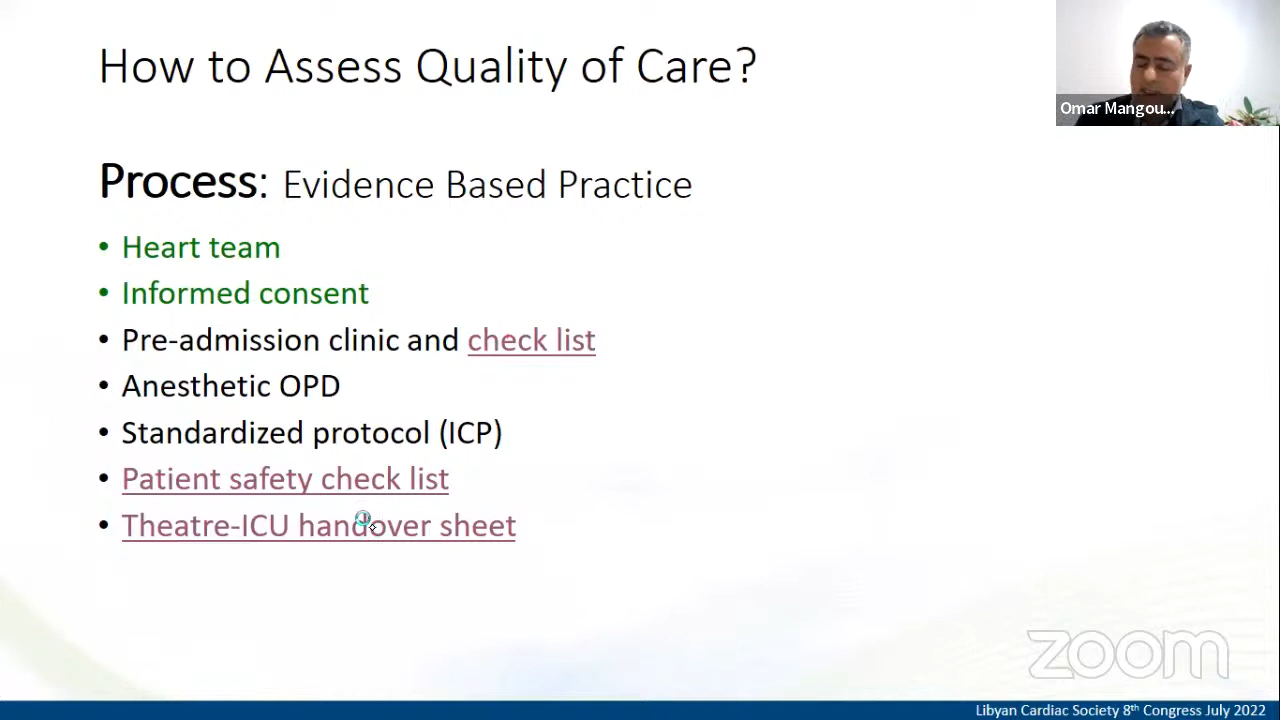 How to Assess Quality of Care?
Omar Mangou...
Process: Evidence Based Practice
• Heart team
• Informed consent
• Pre-admission clinic and check list
• Anesthetic OPD
• Standardized protocol (ICP)
• Patient safety check list
• Theatre-ICU handover sheet
zoom
Libyan Cardiac Society 8th Congress July 2022